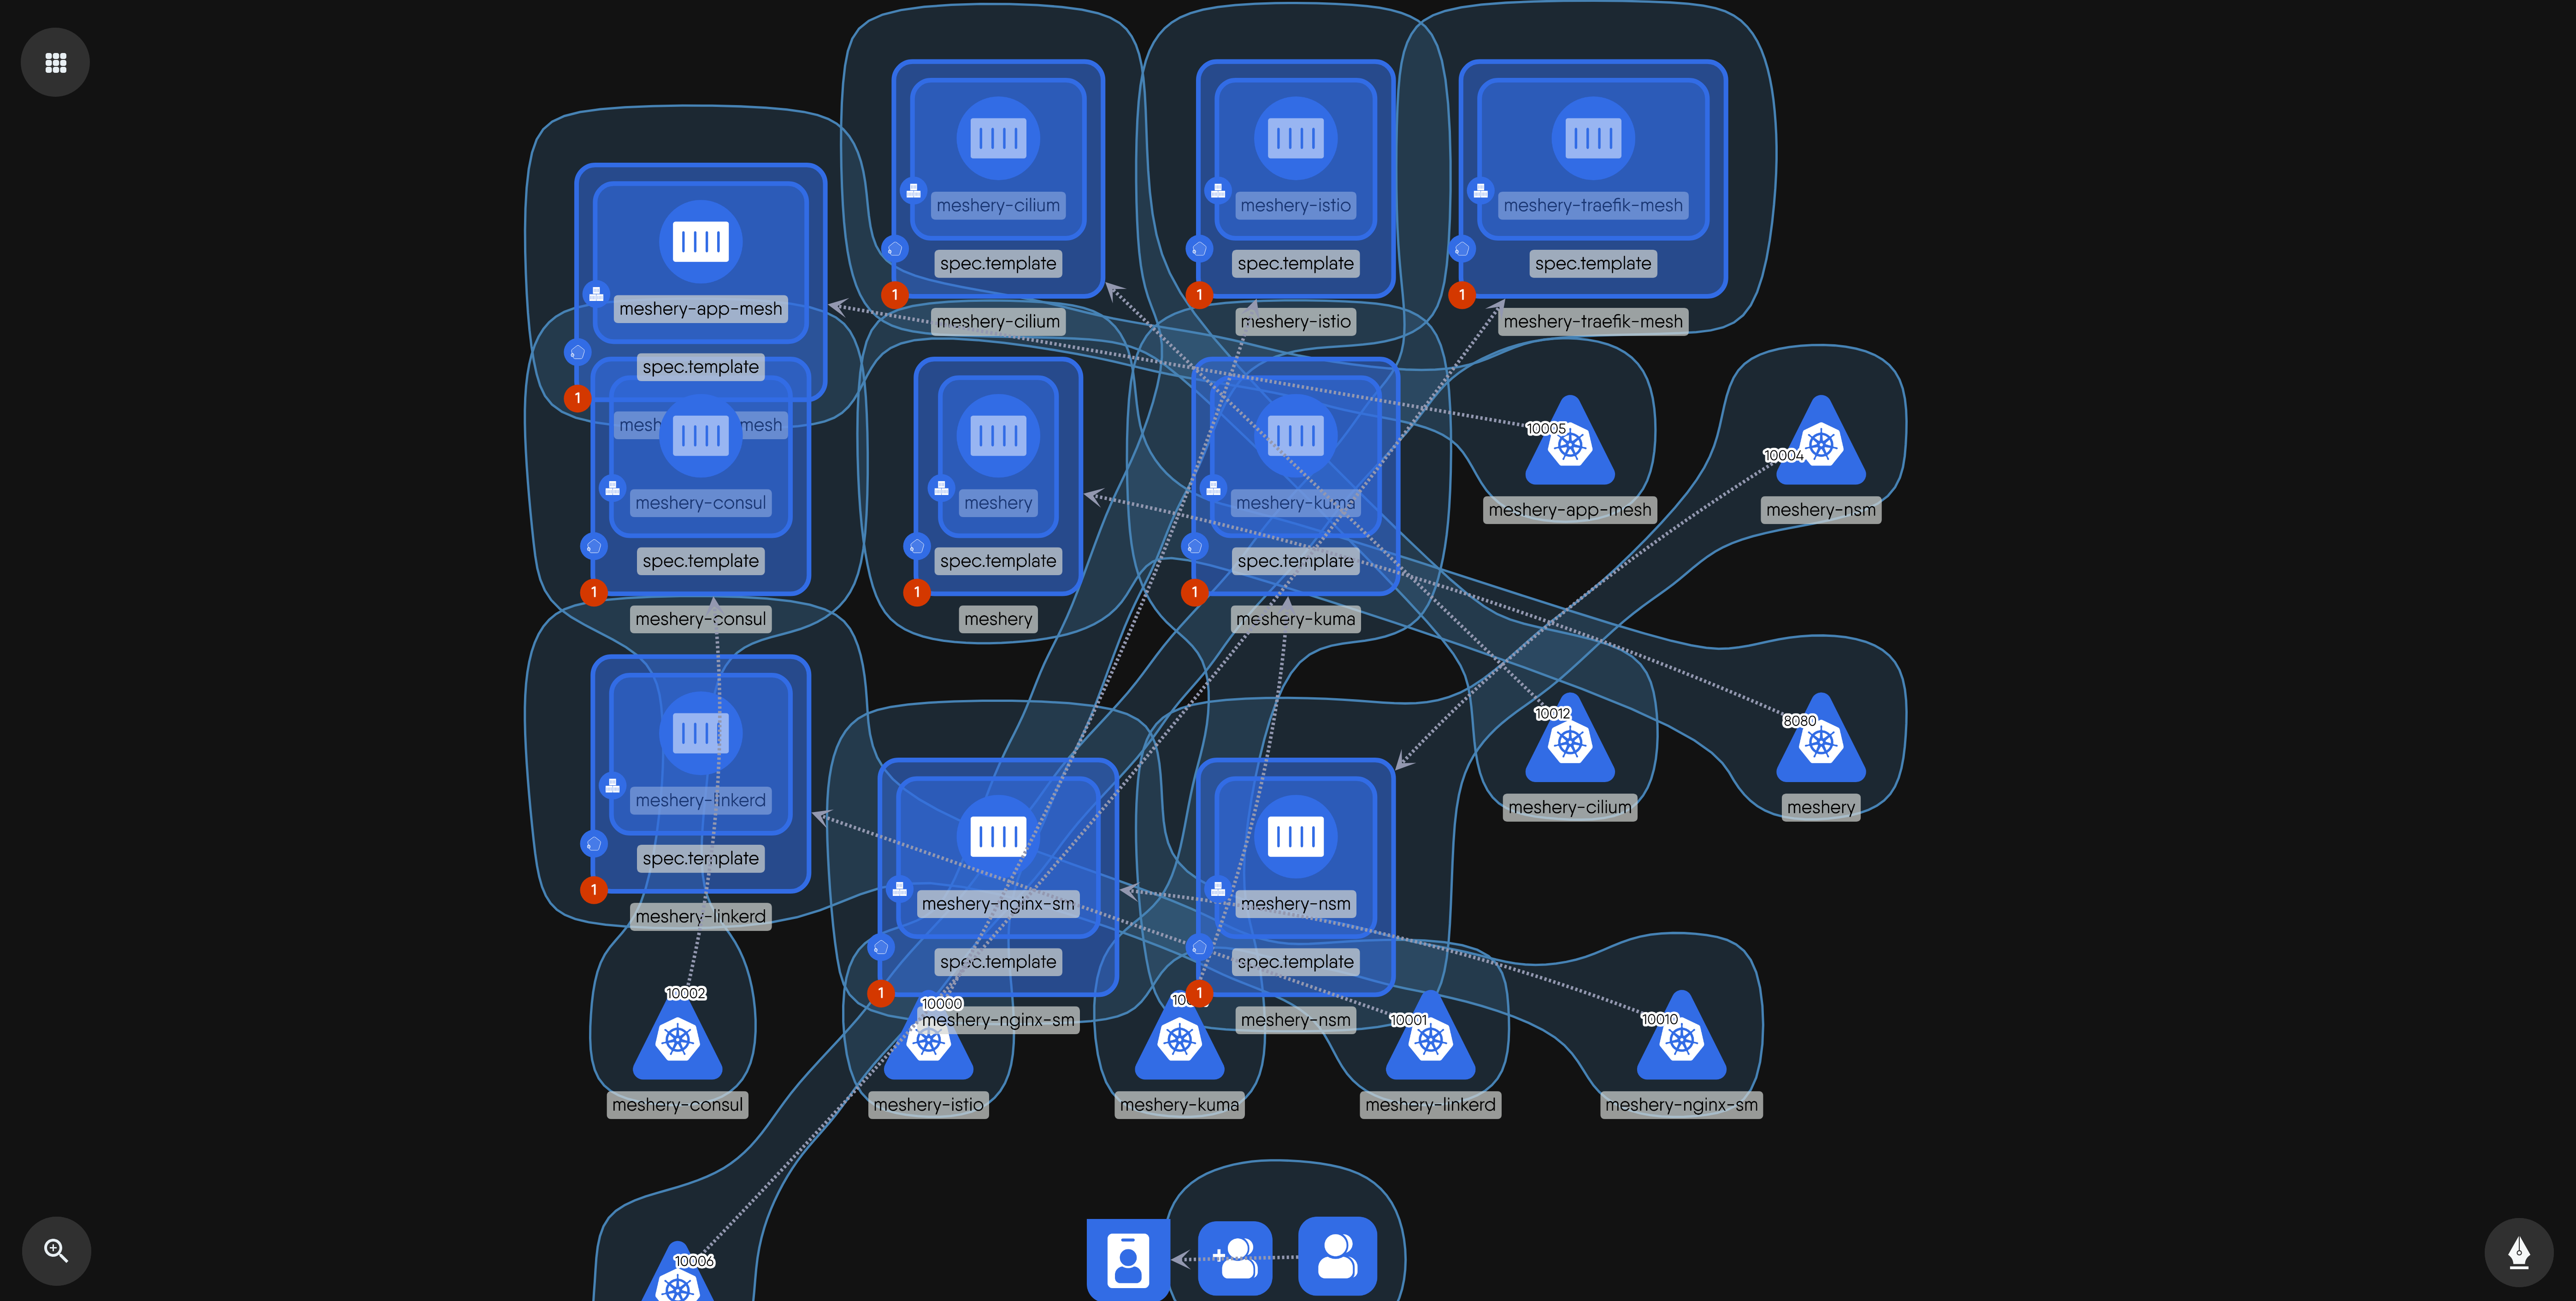 meshery-cilium
spec.template
1
meshery-cilium
meshery-istio
spec.template
1
meshery-istio
meshery-traefik-mesh
spec.template
1
meshery-traefik-mesh
meshery-app-mesh
spec.template
1
meshery-consul
spec.template
1
meshery-consul
meshery
spec.template
1
meshery
meshery-kuma
spec.template
1
meshery-kuma
10005
meshery-app-mesh
10004
meshery-nsm
meshery-linkerd
spec.template
1
meshery-linkerd
meshery-nginx-sm
spec.template
1
meshery-nginx-sm
meshery-nsm
spec.template
1
meshery-nsm
10012
meshery-cilium
8080
meshery
10002
meshery-consul
10000
meshery-istio
meshery-kuma
10001
meshery-linkerd
10010
meshery-nginx-sm
10006